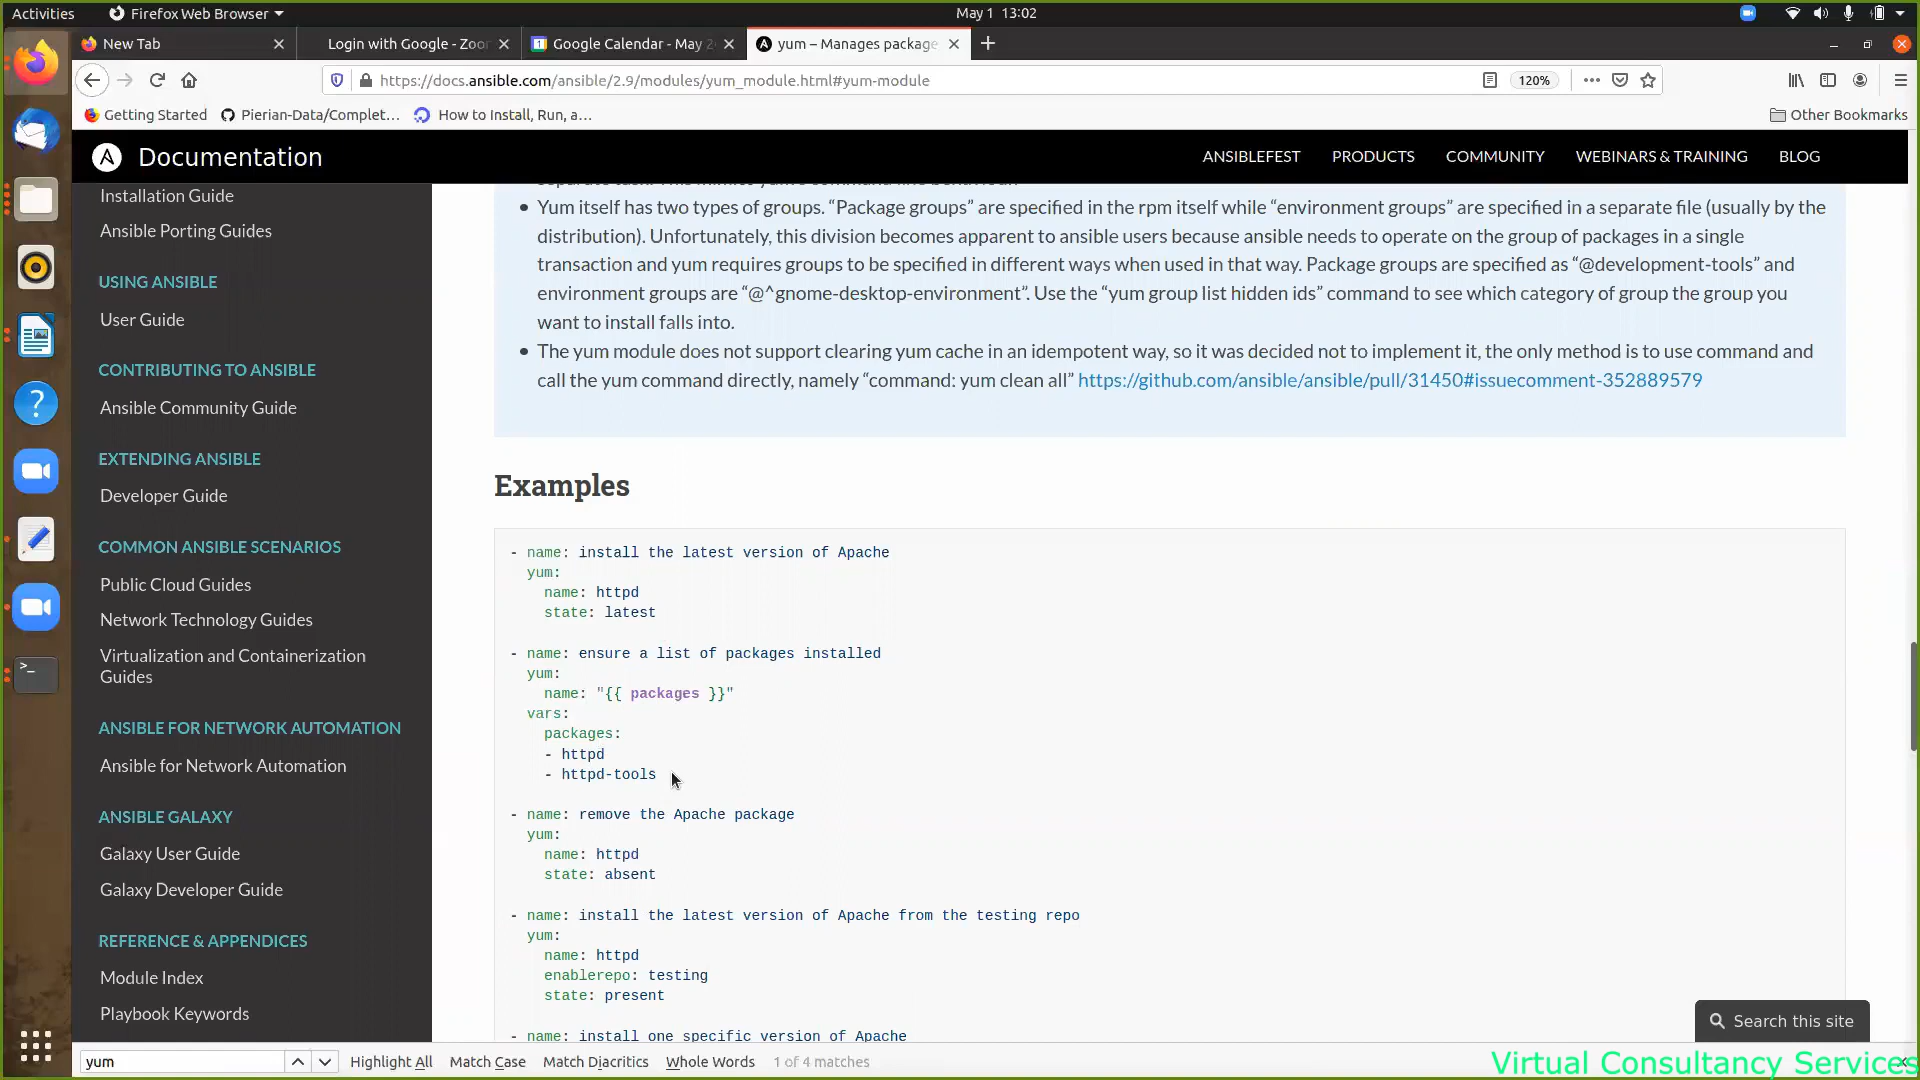 Activities Firefox Web Browser May 1 13:02
New Tab Login with Google - Zoo Google Calendar - May 2 yum – Manages package
https://docs.ansible.com/ansible/2.9/modules/yum_module.html#yum-module 120%
Getting Started Pierian-Data/Complet… How to Install, Run, a… Other Bookmarks
Documentation ANSIBLEFEST PRODUCTS COMMUNITY WEBINARS & TRAINING BLOG
Installation Guide
Ansible Porting Guides
USING ANSIBLE
User Guide
CONTRIBUTING TO ANSIBLE
Ansible Community Guide
EXTENDING ANSIBLE
Developer Guide
COMMON ANSIBLE SCENARIOS
Public Cloud Guides
Network Technology Guides
Virtualization and Containerization
Guides
ANSIBLE FOR NETWORK AUTOMATION
Ansible for Network Automation
ANSIBLE GALAXY
Galaxy User Guide
Galaxy Developer Guide
REFERENCE & APPENDICES
Module Index
Playbook Keywords
• Yum itself has two types of groups. “Package groups” are specified in the rpm itself while “environment groups” are specified in a separate file (usually by the
distribution). Unfortunately, this division becomes apparent to ansible users because ansible needs to operate on the group of packages in a single
transaction and yum requires groups to be specified in different ways when used in that way. Package groups are specified as “@development-tools” and
environment groups are “@^gnome-desktop-environment”. Use the “yum group list hidden ids” command to see which category of group the group you
want to install falls into.
• The yum module does not support clearing yum cache in an idempotent way, so it was decided not to implement it, the only method is to use command and
call the yum command directly, namely “command: yum clean all” https://github.com/ansible/ansible/pull/31450#issuecomment-352889579
Examples
- name: install the latest version of Apache
yum:
name: httpd
state: latest
- name: ensure a list of packages installed
yum:
name: "{{ packages }}"
vars:
packages:
- httpd
- httpd-tools
- name: remove the Apache package
yum:
name: httpd
state: absent
- name: install the latest version of Apache from the testing repo
yum:
name: httpd
enablerepo: testing
state: present
- name: install one specific version of Apache
Search this site
yum Highlight All Match Case Match Diacritics Whole Words 1 of 4 matches
Virtual Consultancy Services